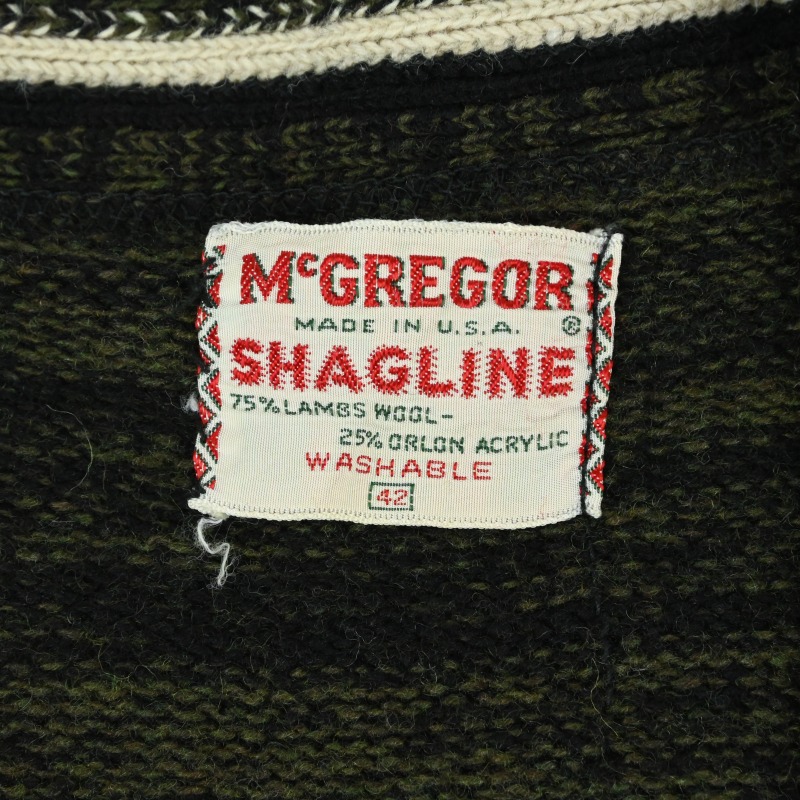 McGREGOR
MADE IN U.S.A. ®
SHAGLINE
75% LAMBS WOOL-
25% ORLON ACRYLIC
WASHABLE
42